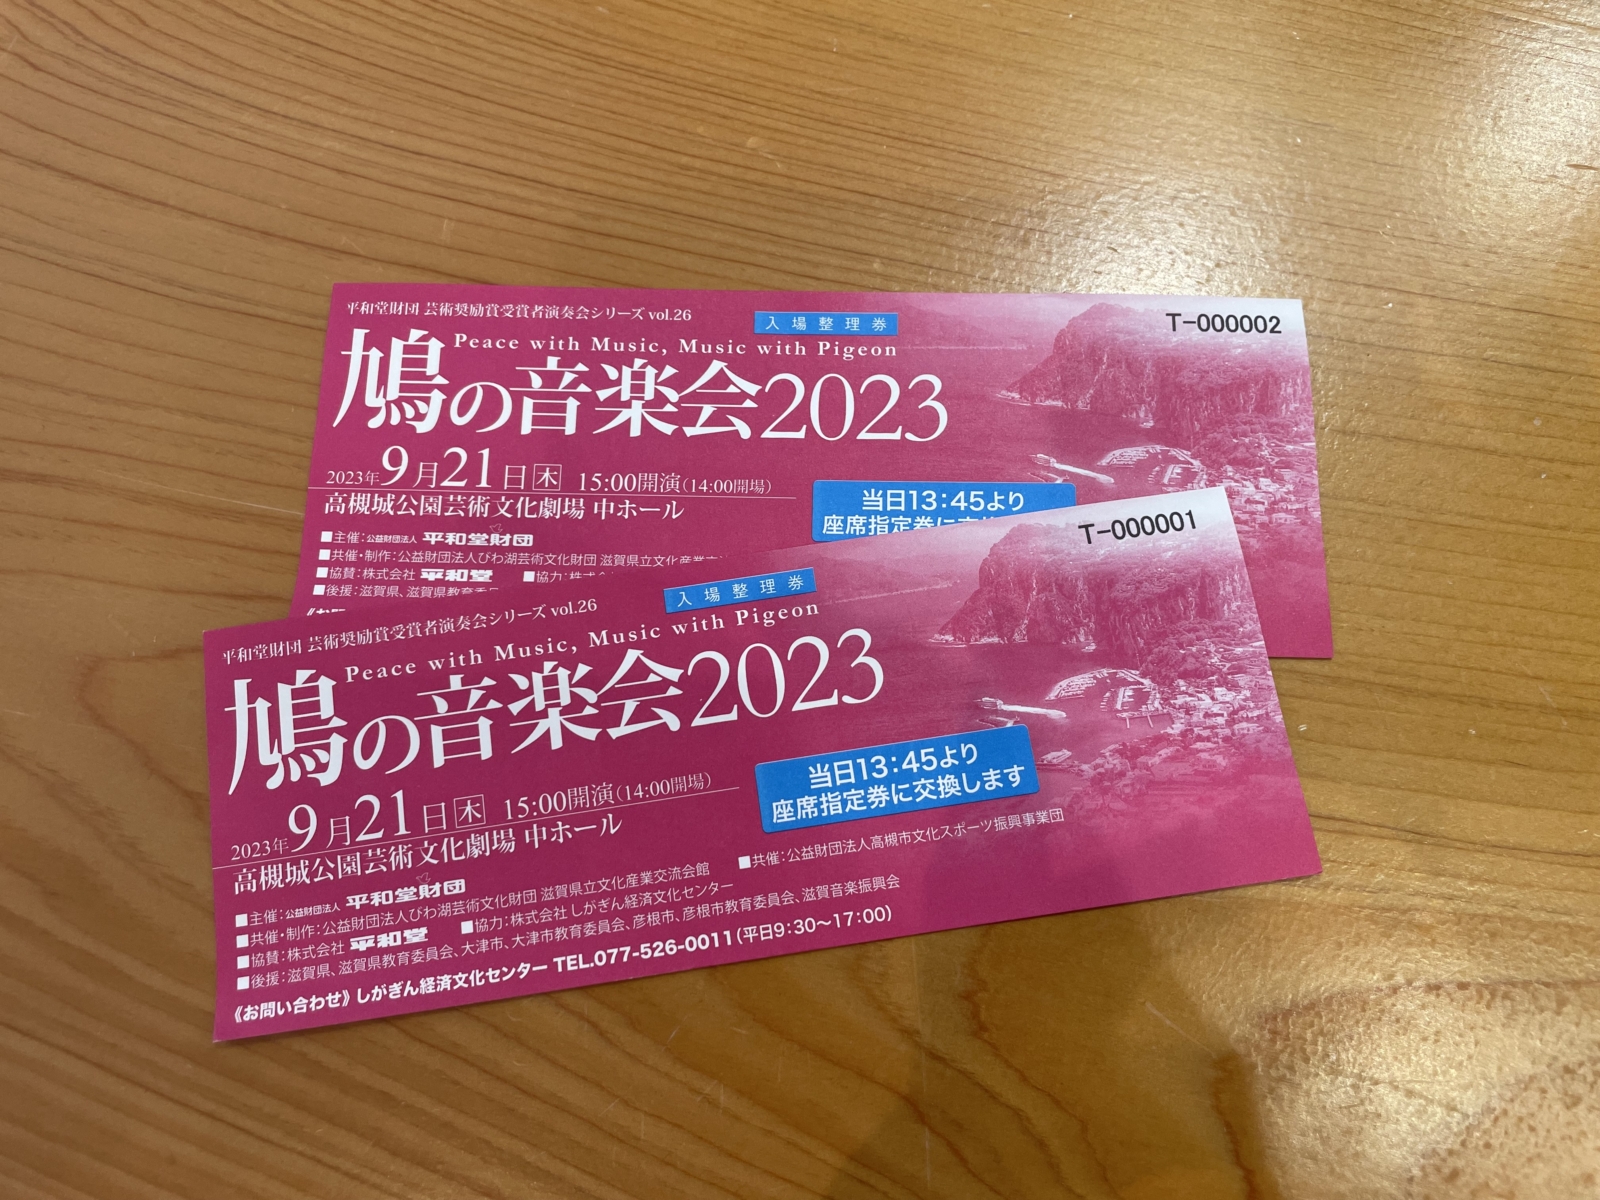 平和堂財団 芸術奨励賞受賞者演奏会シリーズ vol.26
入場整理券
T-000002
Peace with Music, Music with Pigeon
鳩の音楽会2023
2023年9月21日木 15:00開演(14:00開場)
高槻城公園芸術文化劇場 中ホール
当日13:45より
座席指定券に
■主催:公益財団法人 平和堂財団
■共催・制作:公益財団法人びわ湖芸術文化財団 滋賀県立文化産業
■協賛:株式会社 平和堂 ■協力:株式会
■後援:滋賀県、滋賀県教育委員
《お問
平和堂財団 芸術奨励賞受賞者演奏会シリーズ vol.26
入場整理券
T-000001
Peace with Music, Music with Pigeon
鳩の音楽会2023
2023年9月21日木 15:00開演(14:00開場)
高槻城公園芸術文化劇場 中ホール
当日13:45より
座席指定券に交換します
■主催:公益財団法人 平和堂財団
■共催・制作:公益財団法人びわ湖芸術文化財団 滋賀県立文化産業交流会館 ■共催:公益財団法人高槻市文化スポーツ振興事業団
■協賛:株式会社 平和堂 ■協力:株式会社 しがぎん経済文化センター
■後援:滋賀県、滋賀県教育委員会、大津市、大津市教育委員会、彦根市、彦根市教育委員会、滋賀音楽振興会
《お問い合わせ》しがぎん経済文化センター TEL.077-526-0011(平日9:30〜17:00)